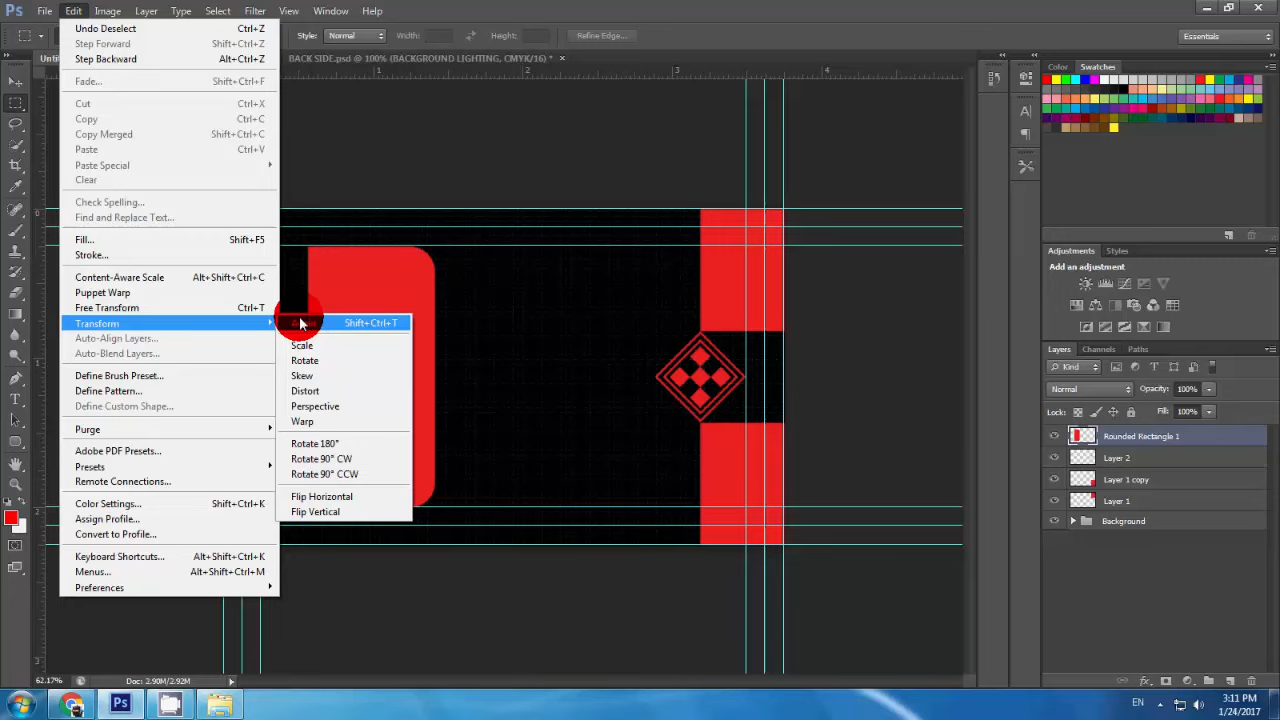 Ps File Edit Image Layer Type Select Filter View Window Help
Style: Normal Width: Height: Refine Edge... Essentials
BACK SIDE.psd @ 100% (BACKGROUND LIGHTING, CMYK/16) * ×
1 2 3 4
Undo Deselect Ctrl+Z
Step Forward Shift+Ctrl+Z
Step Backward Alt+Ctrl+Z
Fade... Shift+Ctrl+F
Cut Ctrl+X
Copy Ctrl+C
Copy Merged Shift+Ctrl+C
Paste Ctrl+V
Paste Special
Clear
Check Spelling...
Find and Replace Text...
Fill... Shift+F5
Stroke...
Content-Aware Scale Alt+Shift+Ctrl+C
Puppet Warp
Free Transform Ctrl+T
Transform
Auto-Align Layers...
Auto-Blend Layers...
Define Brush Preset...
Define Pattern...
Define Custom Shape...
Purge
Adobe PDF Presets...
Presets
Remote Connections...
Color Settings... Shift+Ctrl+K
Assign Profile...
Convert to Profile...
Keyboard Shortcuts... Alt+Shift+Ctrl+K
Menus... Alt+Shift+Ctrl+M
Preferences
Shift+Ctrl+T
Scale
Rotate
Skew
Distort
Perspective
Warp
Rotate 180°
Rotate 90° CW
Rotate 90° CCW
Flip Horizontal
Flip Vertical
Color Swatches
Adjustments Styles
Add an adjustment
Layers Channels Paths
Kind
Normal Opacity: 100%
Lock: Fill: 100%
Rounded Rectangle 1
Layer 2
Layer 1 copy
Layer 1
Background
62.17% Doc: 2.90M/2.92M
EN 3:11 PM
1/24/2017